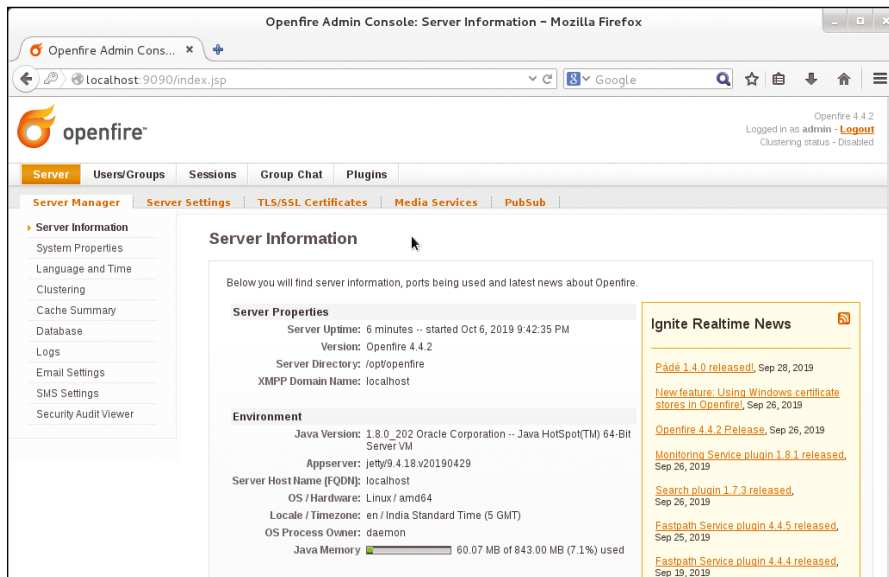 Openfire Admin Console: Server Information - Mozilla Firefox
Openfire Admin Cons...
localhost:9090/index.jsp
Google
openfire™
Openfire 4.4.2
Logged in as admin - Logout
Clustering status - Disabled
Server Users/Groups Sessions Group Chat Plugins
Server Manager Server Settings TLS/SSL Certificates Media Services PubSub
Server Information
System Properties
Language and Time
Clustering
Cache Summary
Database
Logs
Email Settings
SMS Settings
Security Audit Viewer
Server Information
Below you will find server information, ports being used and latest news about Openfire.
Server Properties
Server Uptime: 6 minutes -- started Oct 6, 2019 9:42:35 PM
Version: Openfire 4.4.2
Server Directory: /opt/openfire
XMPP Domain Name: localhost
Environment
Java Version: 1.8.0_202 Oracle Corporation -- Java HotSpot(TM) 64-Bit
Server VM
Appserver: jetty/9.4.18.v20190429
Server Host Name (FQDN): localhost
OS / Hardware: Linux / amd64
Locale / Timezone: en / India Standard Time (5 GMT)
OS Process Owner: daemon
Java Memory 60.07 MB of 843.00 MB (7.1%) used
Ignite Realtime News
Pàdé 1.4.0 released!, Sep 28, 2019
New feature: Using Windows certificate
stores in Openfire!, Sep 26, 2019
Openfire 4.4.2 Release, Sep 26, 2019
Monitoring Service plugin 1.8.1 released,
Sep 26, 2019
Search plugin 1.7.3 released,
Sep 26, 2019
Fastpath Service plugin 4.4.5 released,
Sep 25, 2019
Fastpath Service plugin 4.4.4 released,
Sep 19, 2019